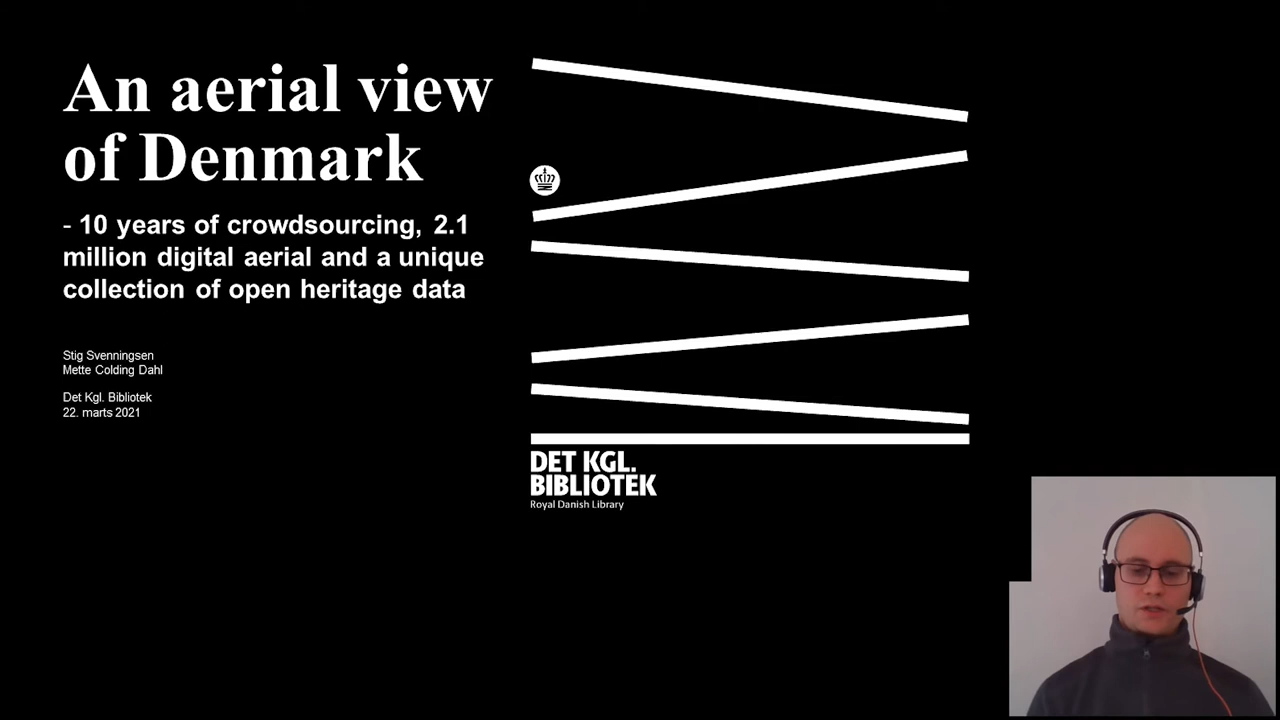 An aerial view
of Denmark
- 10 years of crowdsourcing, 2.1
million digital aerial and a unique
collection of open heritage data
Stig Svenningsen
Mette Colding Dahl
Det Kgl. Bibliotek
22. marts 2021
DET KGL.
BIBLIOTEK
Royal Danish Library